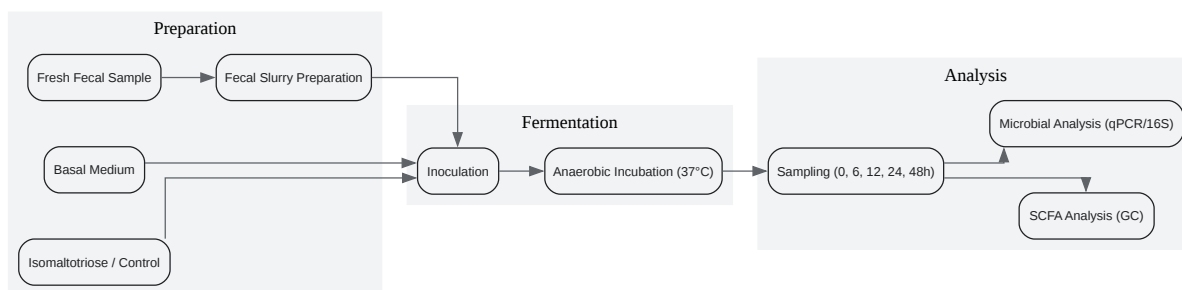 Preparation
Fresh Fecal Sample
Fecal Slurry Preparation
Basal Medium
Isomaltotriose / Control
Fermentation
Inoculation
Anaerobic Incubation (37°C)
Analysis
Sampling (0, 6, 12, 24, 48h)
Microbial Analysis (qPCR/16S)
SCFA Analysis (GC)